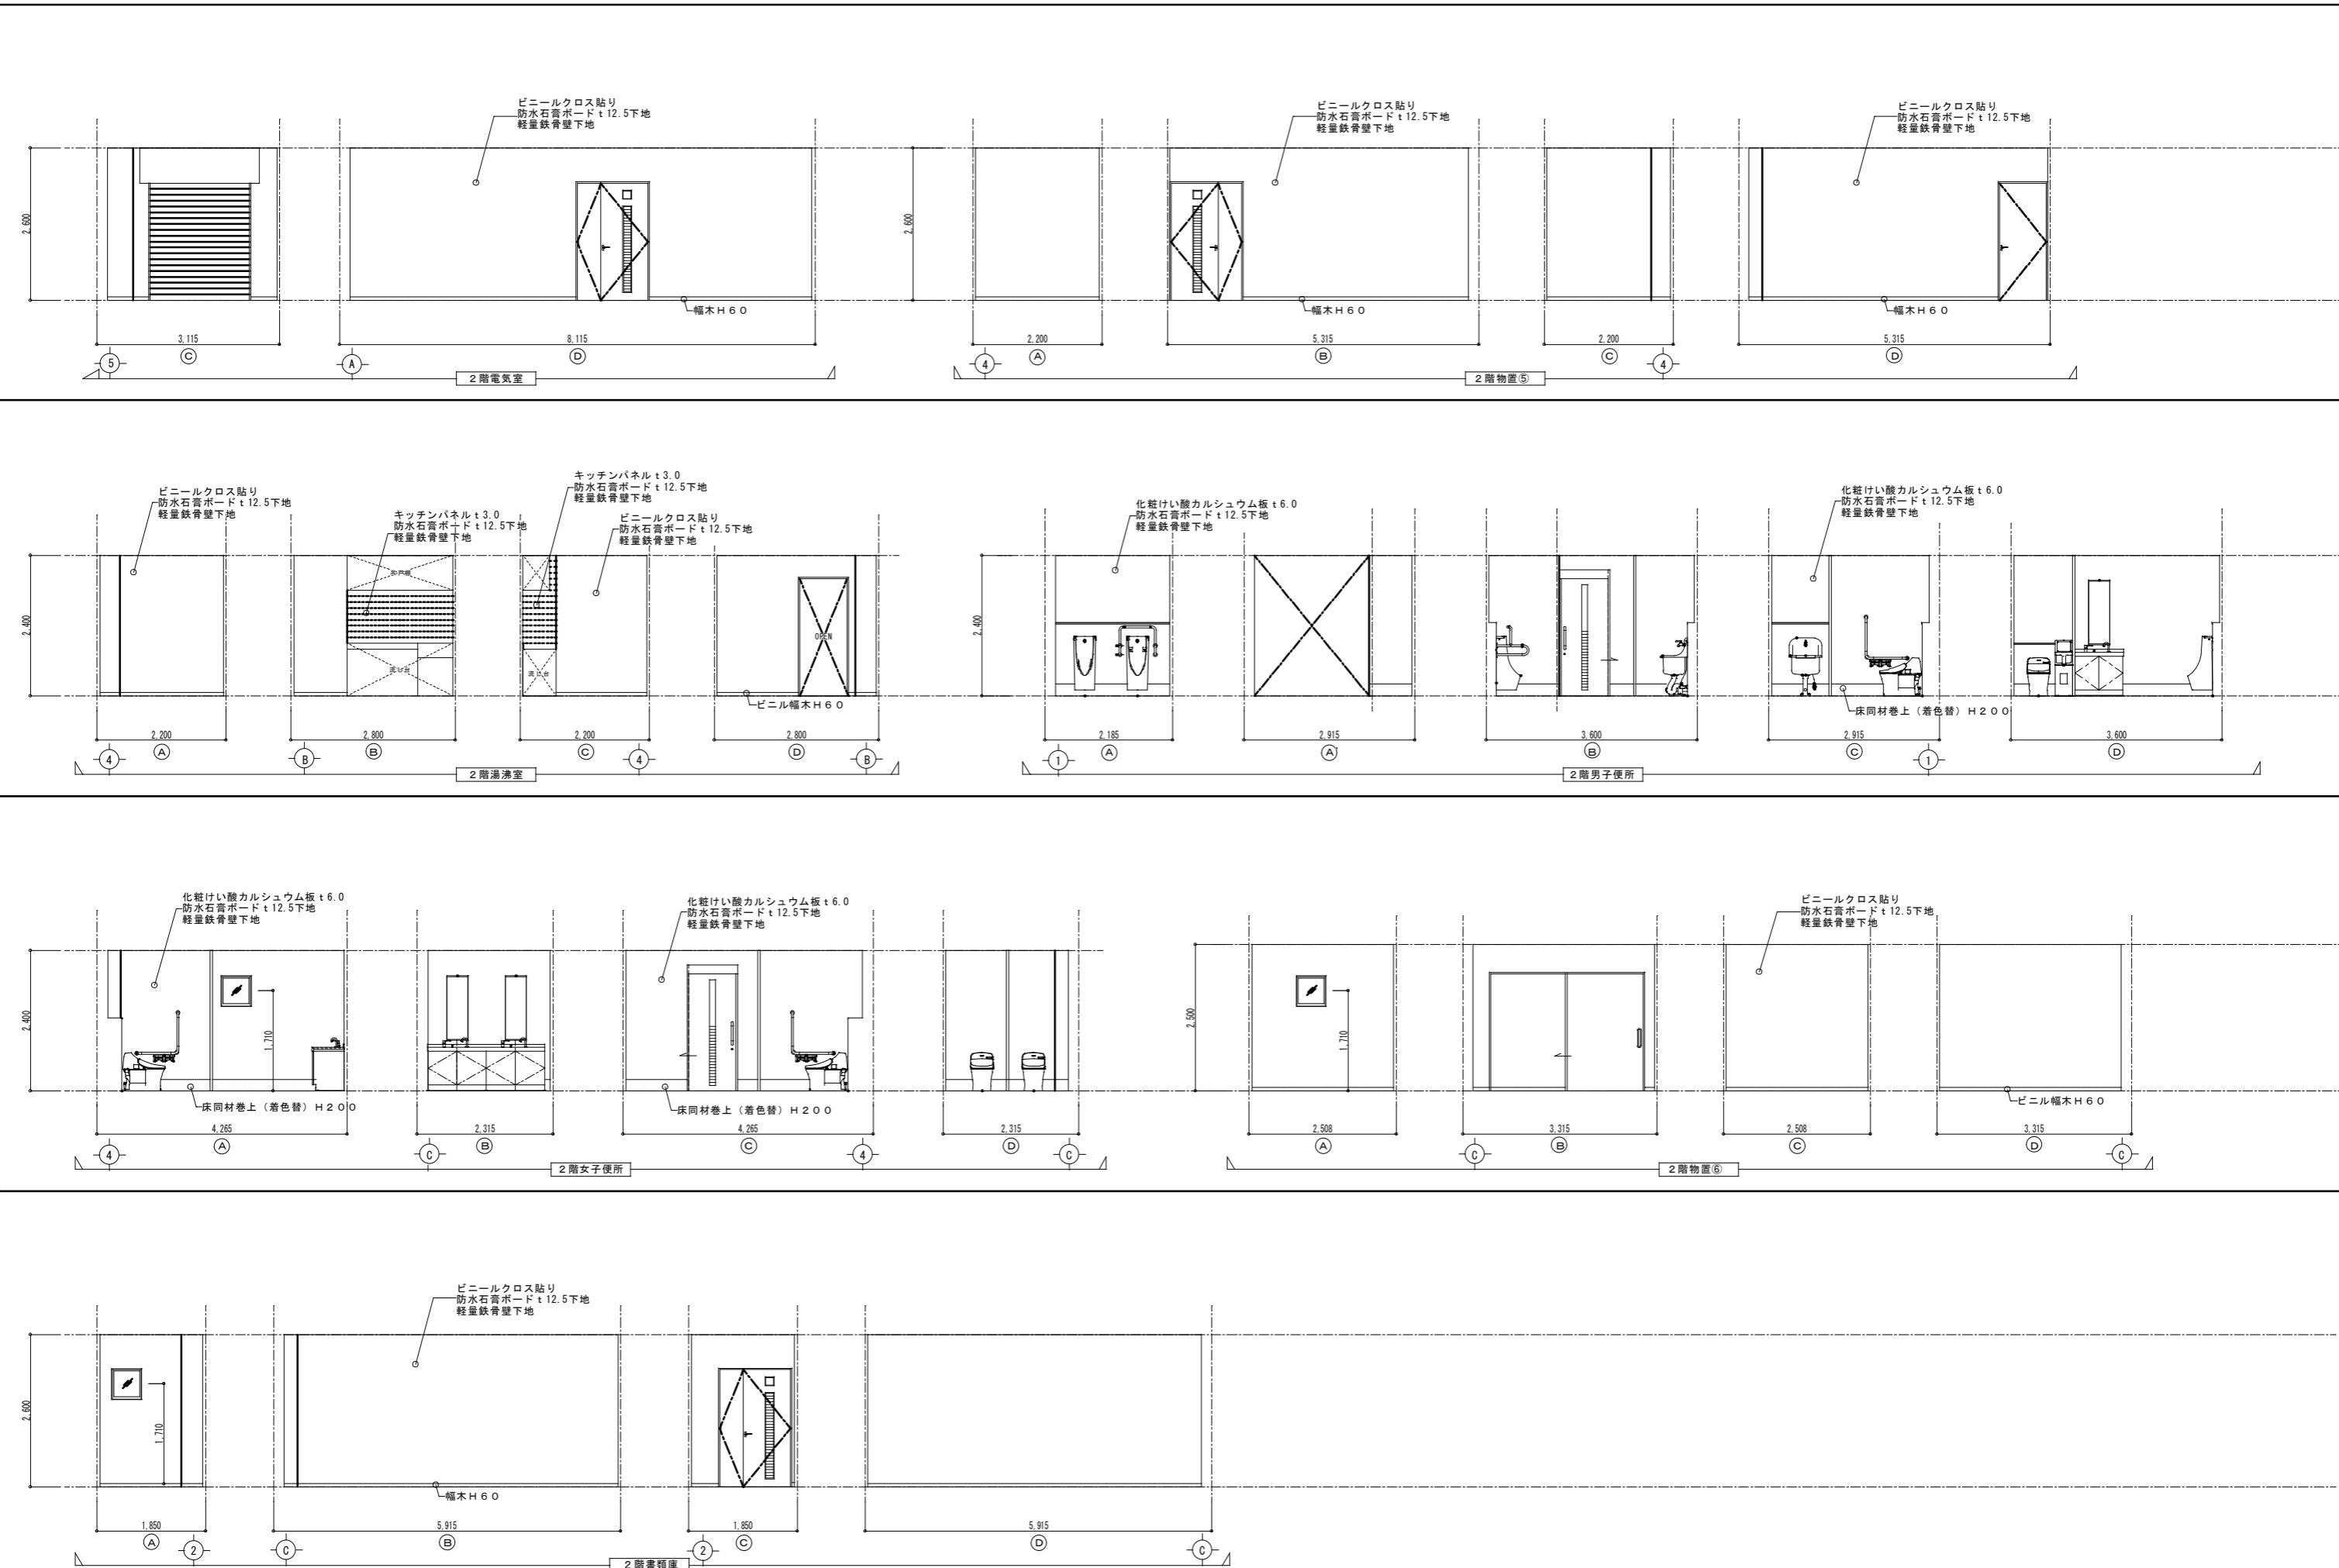 ビニールクロス貼り
防水石膏ボードｔ12.5下地
軽量鉄骨壁下地
ビニールクロス貼り
防水石膏ボードｔ12.5下地
軽量鉄骨壁下地
ビニールクロス貼り
防水石膏ボードｔ12.5下地
軽量鉄骨壁下地
2,600
2,600
幅木Ｈ６０
幅木Ｈ６０
幅木Ｈ６０
3,115
8,115
2,200
5,315
2,200
5,315
Ⓒ
Ⓓ
Ⓐ
Ⓑ
Ⓒ
Ⓓ
5
A
4
4
２階電気室
２階物置⑤
キッチンパネルｔ3.0
防水石膏ボードｔ12.5下地
軽量鉄骨壁下地
ビニールクロス貼り
防水石膏ボードｔ12.5下地
軽量鉄骨壁下地
キッチンパネルｔ3.0
防水石膏ボードｔ12.5下地
軽量鉄骨壁下地
ビニールクロス貼り
防水石膏ボードｔ12.5下地
軽量鉄骨壁下地
化粧けい酸カルシュウム板ｔ6.0
防水石膏ボードｔ12.5下地
軽量鉄骨壁下地
化粧けい酸カルシュウム板ｔ6.0
防水石膏ボードｔ12.5下地
軽量鉄骨壁下地
2,400
流し台
流し台
OPEN
2,400
ビニル幅木Ｈ６０
床同材巻上（着色替）Ｈ２００
2,200
2,800
2,200
2,800
2,185
2,915
3,600
2,915
3,600
Ⓐ
Ⓑ
Ⓒ
Ⓓ
Ⓐ
Ⓐ
Ⓑ
Ⓒ
Ⓓ
4
B
4
B
1
1
２階湯沸室
２階男子便所
化粧けい酸カルシュウム板ｔ6.0
防水石膏ボードｔ12.5下地
軽量鉄骨壁下地
化粧けい酸カルシュウム板ｔ6.0
防水石膏ボードｔ12.5下地
軽量鉄骨壁下地
ビニールクロス貼り
防水石膏ボードｔ12.5下地
軽量鉄骨壁下地
2,400
1,710
2,500
1,710
床同材巻上（着色替）Ｈ２００
床同材巻上（着色替）Ｈ２００
ビニル幅木Ｈ６０
4,265
2,315
4,265
2,315
2,508
3,315
2,508
3,315
Ⓐ
Ⓑ
Ⓒ
Ⓓ
Ⓐ
Ⓑ
Ⓒ
Ⓓ
4
C
4
C
C
C
２階女子便所
２階物置⑥
ビニールクロス貼り
防水石膏ボードｔ12.5下地
軽量鉄骨壁下地
2,600
1,710
幅木Ｈ６０
1,850
5,915
1,850
5,915
Ⓐ
Ⓑ
Ⓒ
Ⓓ
2
C
2
C
２階書類庫